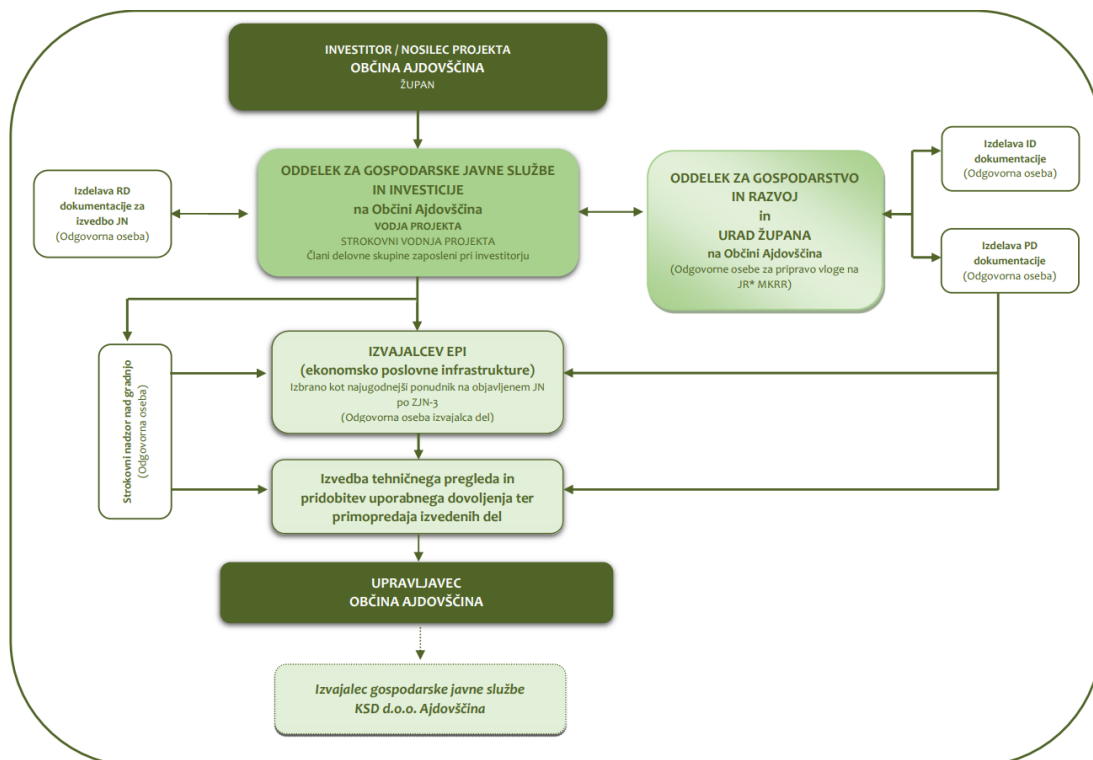 INVESTITOR / NOSILEC PROJEKTA
OBČINA AJDOVŠČINA
ŽUPAN
Izdelava RD
dokumentacije za
izvedbo JN
(Odgovorna oseba)
ODDELEK ZA GOSPODARSKE JAVNE SLUŽBE
IN INVESTICIJE
na Občini Ajdovščina
VODJA PROJEKTA
STROKOVNI VODNJA PROJEKTA
Člani delovne skupine zaposleni pri investitorju
ODDELEK ZA GOSPODARSTVO
IN RAZVOJ
in
URAD ŽUPANA
na Občini Ajdovščina
(Odgovorne osebe za pripravo vloge na
JR* MKRR)
Izdelava ID
dokumentacije
(Odgovorna oseba)
Izdelava PD
dokumentacije
(Odgovorna oseba)
Strokovni nadzor nad gradnjo
(Odgovorna oseba)
IZVAJALCEV EPI
(ekonomsko poslovne infrastrukture)
Izbrano kot najugodnejši ponudnik na objavljenem JN
po ZJN-3
(Odgovorna oseba izvajalca del)
Izvedba tehničnega pregleda in
pridobitev uporabnega dovoljenja ter
primopredaja izvedenih del
UPRAVLJAVEC
OBČINA AJDOVŠČINA
Izvajalec gospodarske javne službe
KSD d.o.o. Ajdovščina